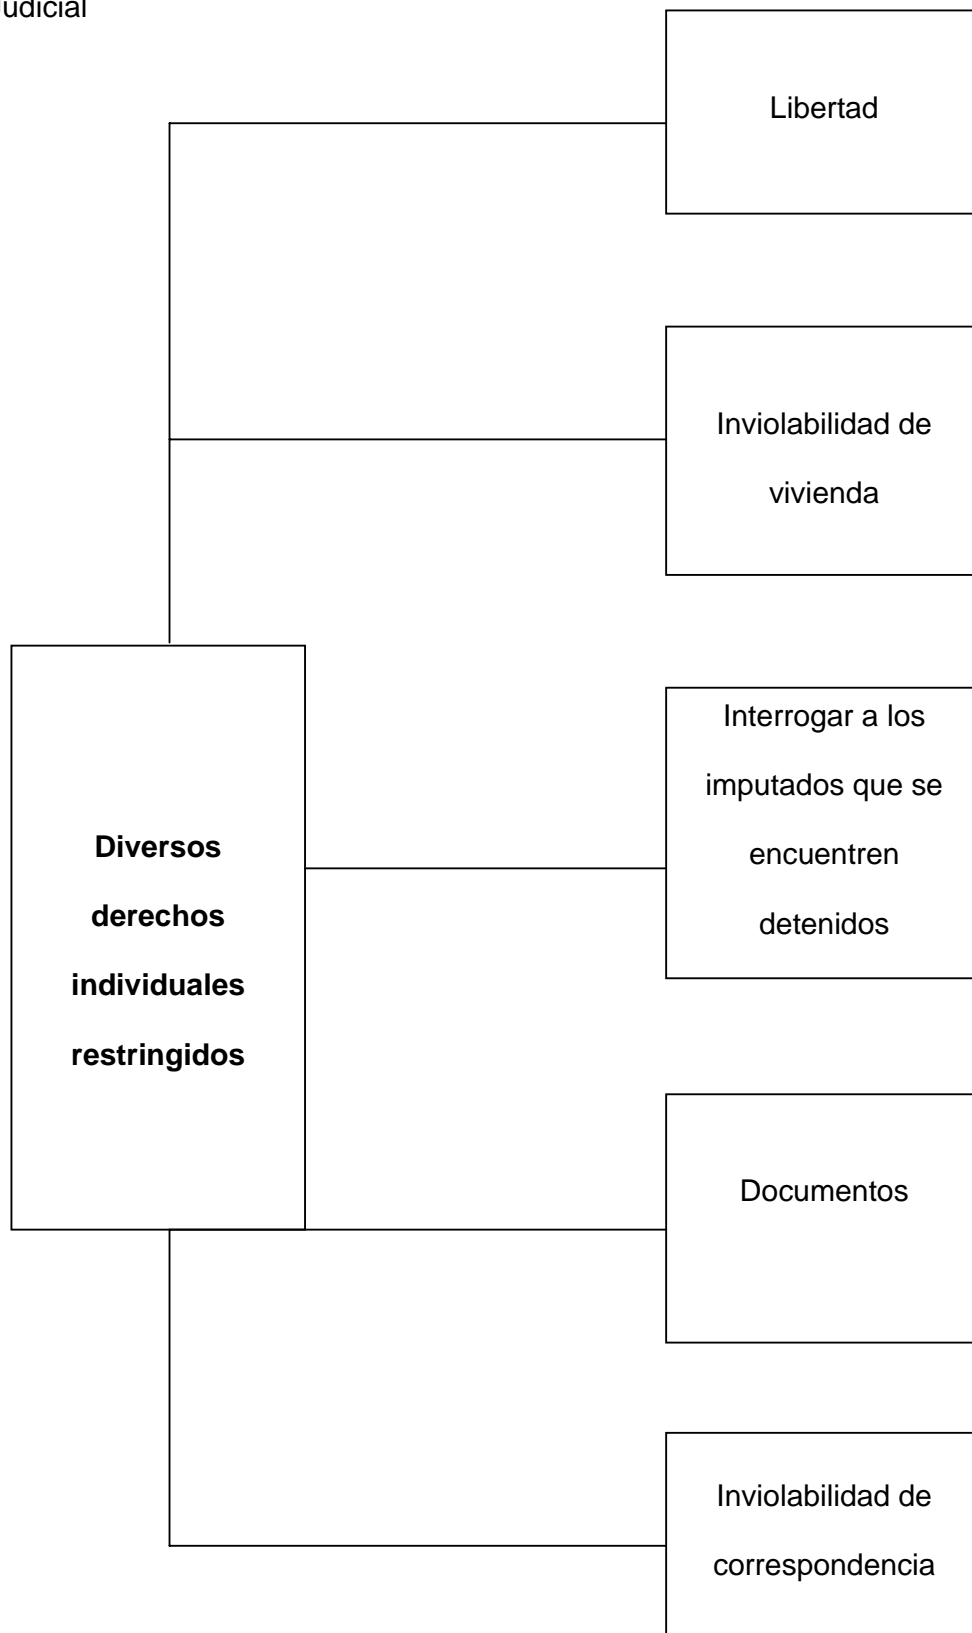 Judicial
Libertad
Inviolabilidad de
vivienda
Interrogar a los
imputados que se
encuentren
detenidos
Diversos
derechos
individuales
restringidos
Documentos
Inviolabilidad de
correspondencia